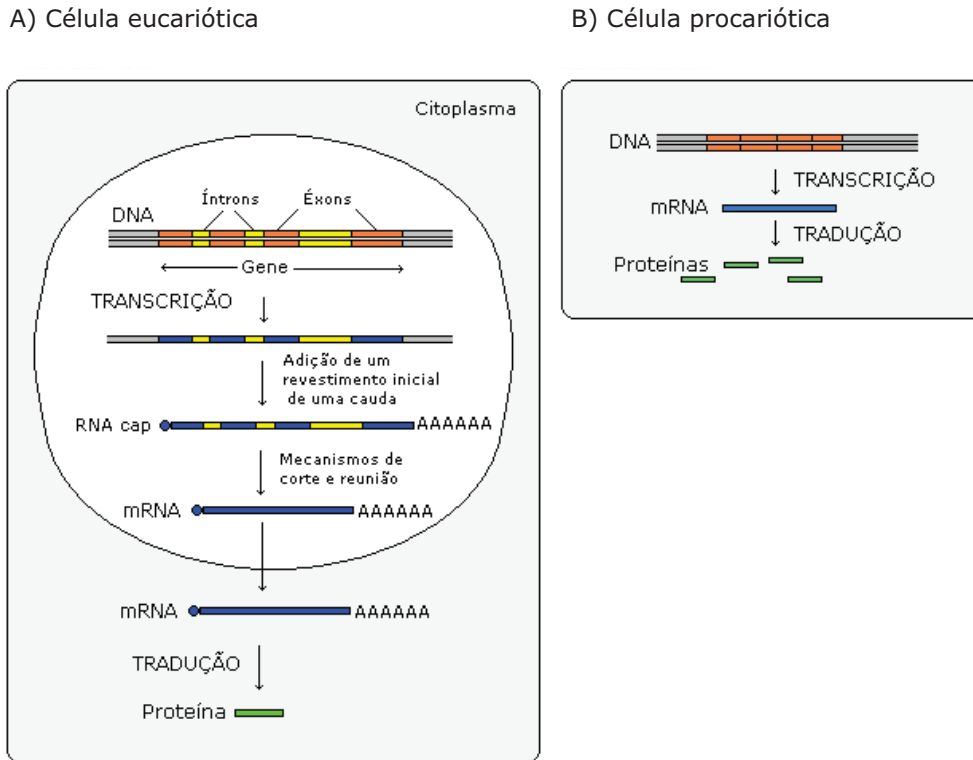 A) Célula eucariótica
Citoplasma
Íntrons
Éxons
DNA
Gene
TRANSCRIÇÃO
Adição de um
revestimento inicial
de uma cauda
RNA cap
AAAAAA
Mecanismos de
corte e reunião
mRNA
AAAAAA
mRNA
AAAAAA
TRADUÇÃO
Proteína
B) Célula procariótica
DNA
TRANSCRIÇÃO
mRNA
TRADUÇÃO
Proteínas